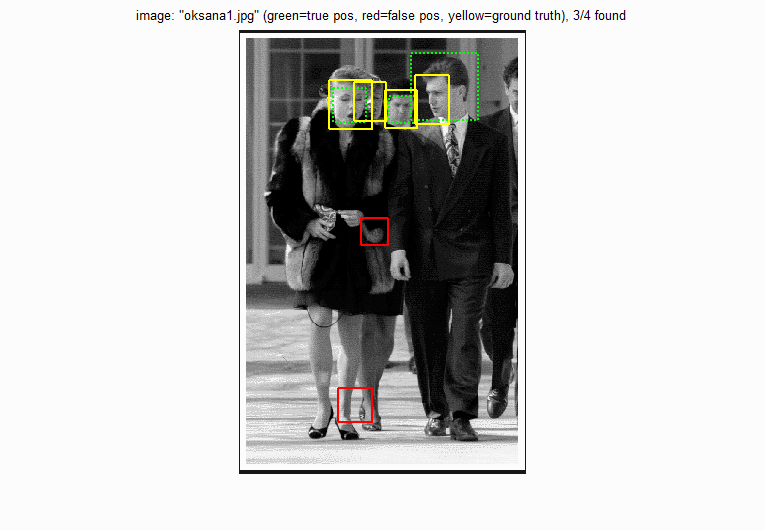 image: "oksana1.jpg" (green=true pos, red=false pos, yellow=ground truth), 3/4 found